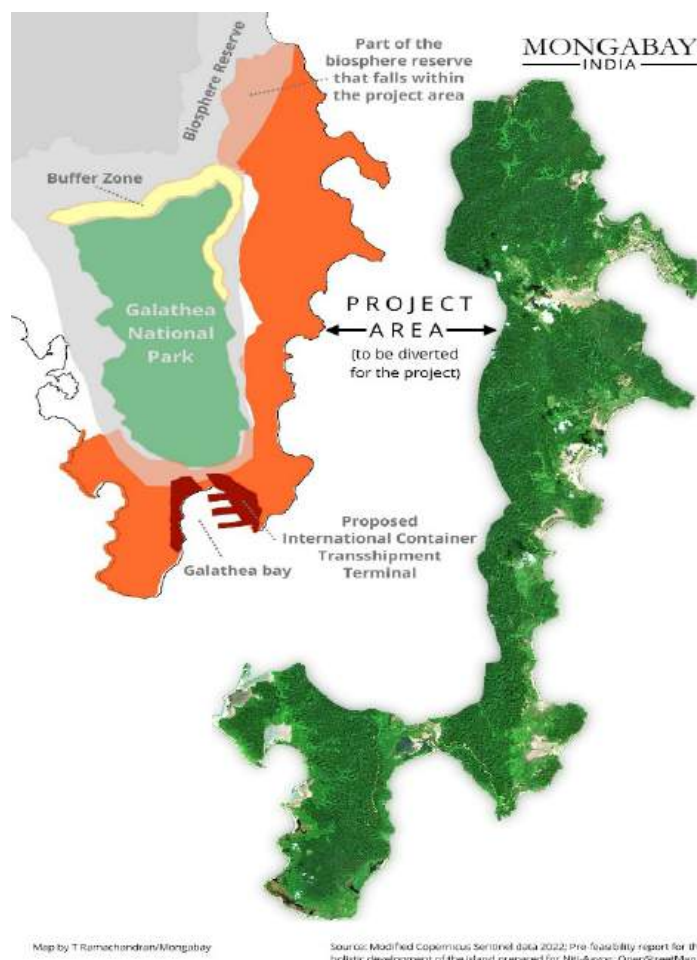 MONGABAY
INDIA
Part of the
biosphere reserve
that falls within
the project area
Biosphere Reserve
Buffer Zone
Galathea
National
Park
PROJECT
AREA
(to be diverted
for the project)
Proposed
International Container
Transshipment
Terminal
Galathea bay
Map by T Ramachandran/Mongabay
Source: Modified Copernicus Sentinel data 2022; Pre-feasibility report for th
holistic development of the island prepared for Niti Aayog; OpenStreetMap